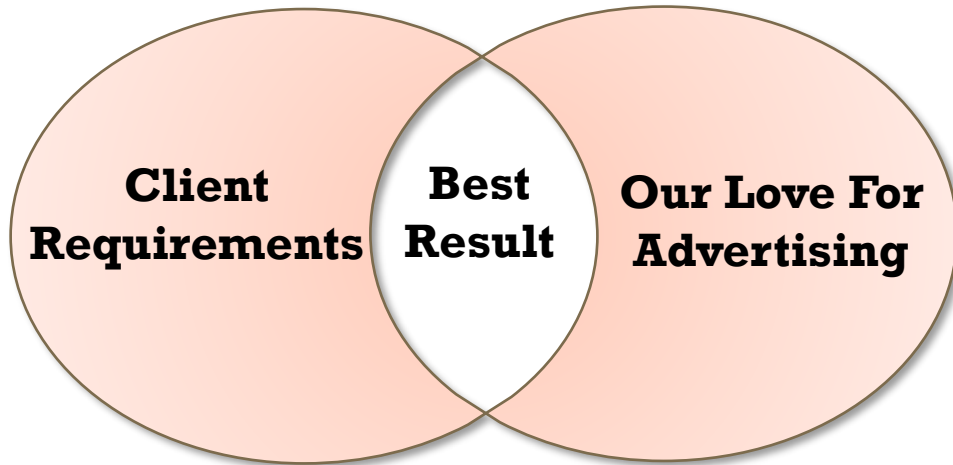 Client
Requirements
Best
Result
Our Love For
Advertising